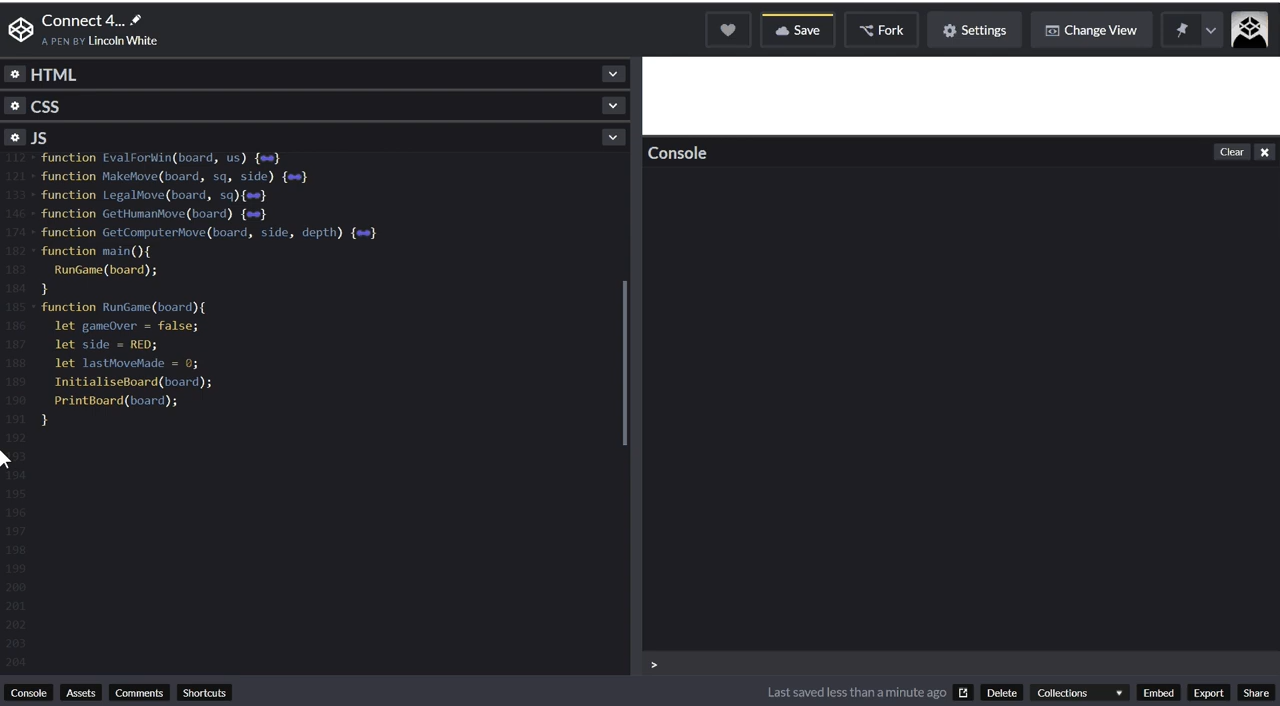 Connect 4...
A PEN BY Lincoln White
Save
Fork
Settings
Change View
HTML
CSS
JS
112 function EvalForWin(board, us) {
121 function MakeMove(board, sq, side) {
133 function LegalMove(board, sq){
146 function GetHumanMove(board) {
174 function GetComputerMove(board, side, depth) {
182 function main(){
183 RunGame(board);
184 }
185 function RunGame(board){
186 let gameOver = false;
187 let side = RED;
188 let lastMoveMade = 0;
189 InitialiseBoard(board);
190 PrintBoard(board);
191 }
192
193
194
195
196
197
198
199
200
201
202
203
204
Console
Clear
>
Console
Assets
Comments
Shortcuts
Last saved less than a minute ago
Delete
Collections
Embed
Export
Share